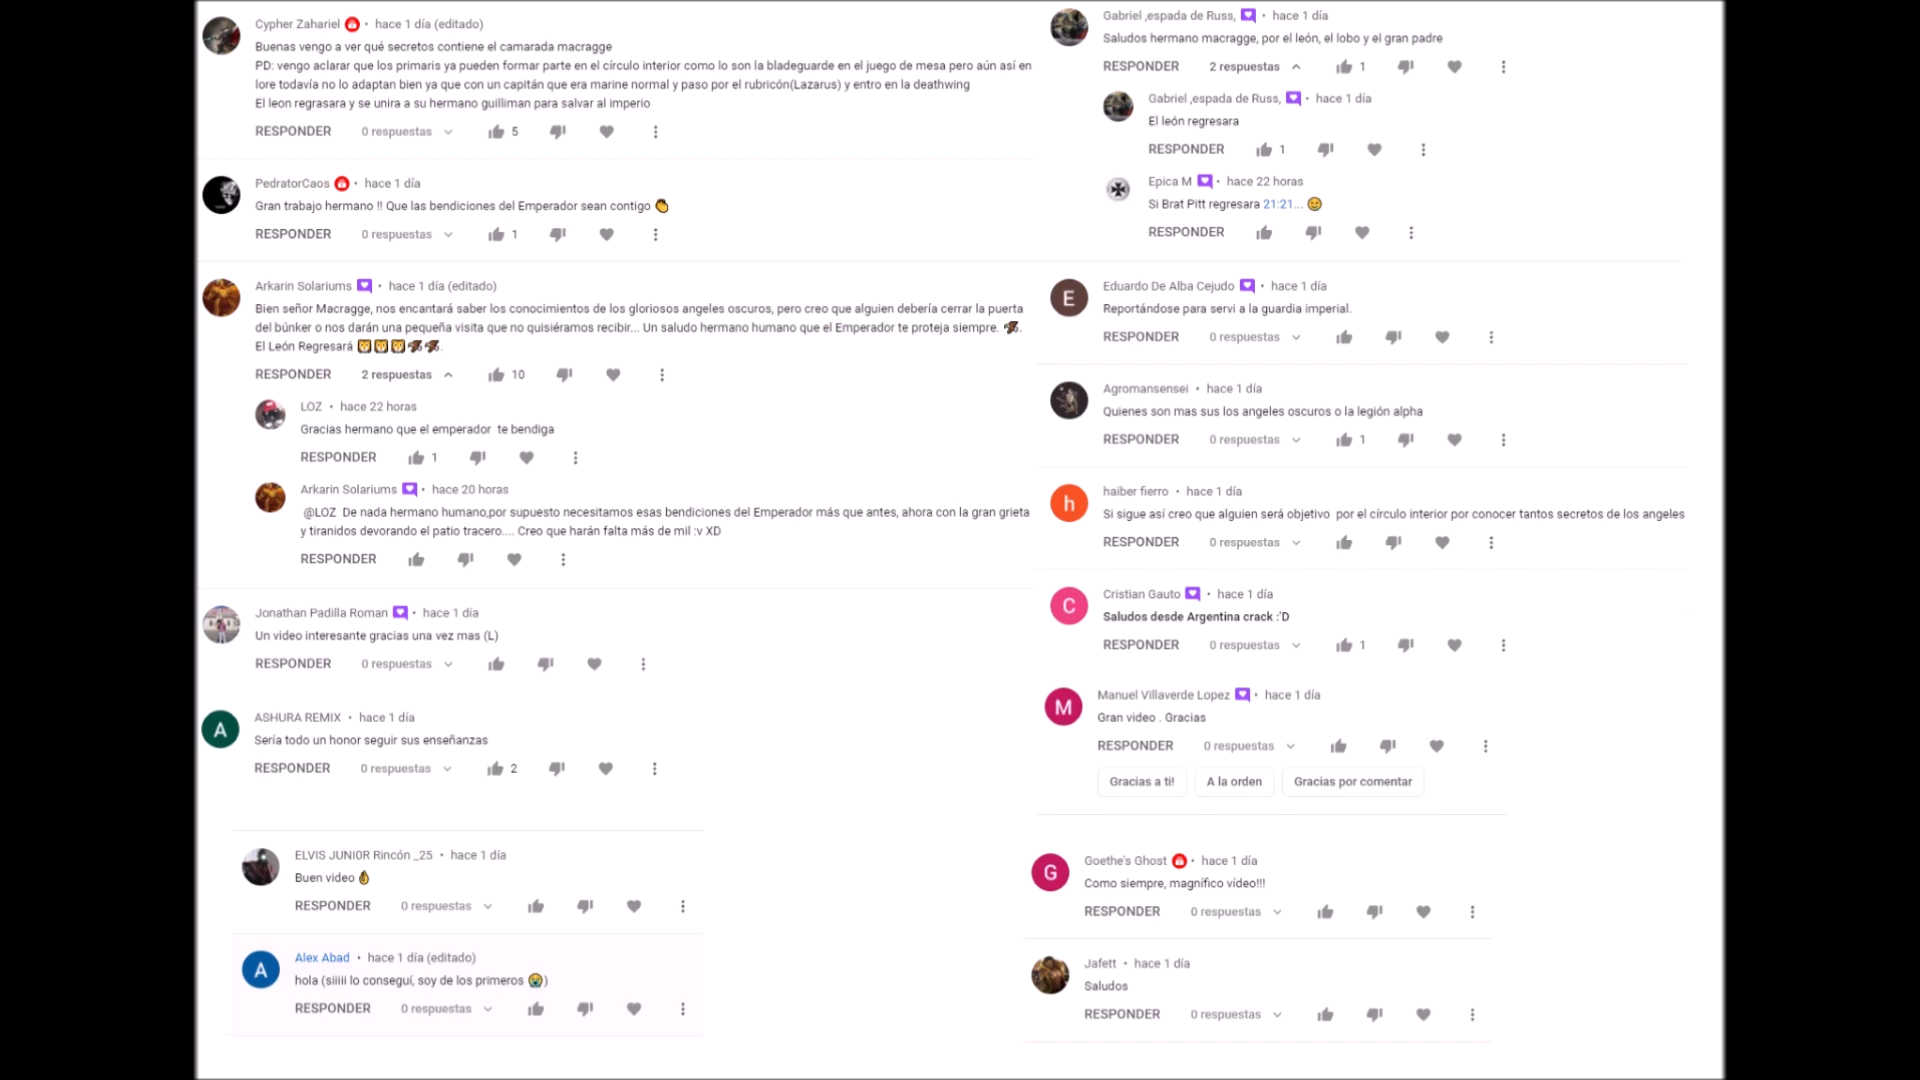 Cypher Zahariel • hace 1 día (editado)
Buenas vengo a ver qué secretos contiene el camarada macragge
PD: vengo aclarar que los primaris ya pueden formar parte en el círculo interior como lo son la bladeguarde en el juego de mesa pero aún así en
lore todavía no lo adaptan bien ya que con un capitán que era marine normal y paso por el rubricón(Lazarus) y entro en la deathwing
El leon regrasara y se unira a su hermano guilliman para salvar al imperio
RESPONDER 0 respuestas 5
PedratorCaos • hace 1 día
Gran trabajo hermano !! Que las bendiciones del Emperador sean contigo
RESPONDER 0 respuestas 1
Arkarin Solariums • hace 1 día (editado)
Bien señor Macragge, nos encantará saber los conocimientos de los gloriosos angeles oscuros, pero creo que alguien debería cerrar la puerta
del búnker o nos darán una pequeña visita que no quisiéramos recibir... Un saludo hermano humano que el Emperador te proteja siempre. 🦅.
El León Regresará 🦁🦁🦁🦅🦅.
RESPONDER 2 respuestas 10
LOZ • hace 22 horas
Gracias hermano que el emperador te bendiga
RESPONDER 1
Arkarin Solariums • hace 20 horas
@LOZ De nada hermano humano,por supuesto necesitamos esas bendiciones del Emperador más que antes, ahora con la gran grieta
y tiranidos devorando el patio tracero.... Creo que harán falta más de mil :v XD
RESPONDER
Jonathan Padilla Roman • hace 1 día
Un video interesante gracias una vez mas (L)
RESPONDER 0 respuestas
A
ASHURA REMIX • hace 1 día
Sería todo un honor seguir sus enseñanzas
RESPONDER 0 respuestas 2
ELVIS JUNI0R Rincón _25 • hace 1 día
Buen video 👌
RESPONDER 0 respuestas
A
Alex Abad • hace 1 día (editado)
hola (siiiii lo conseguí, soy de los primeros 😭)
RESPONDER 0 respuestas
Gabriel ,espada de Russ, • hace 1 día
Saludos hermano macragge, por el león, el lobo y el gran padre
RESPONDER 2 respuestas 1
Gabriel ,espada de Russ, • hace 1 día
El león regresara
RESPONDER 1
Epica M • hace 22 horas
Si Brat Pitt regresara 21:21... 😄
RESPONDER
E
Eduardo De Alba Cejudo • hace 1 día
Reportándose para servi a la guardia imperial.
RESPONDER 0 respuestas
Agromansensei • hace 1 día
Quienes son mas sus los angeles oscuros o la legión alpha
RESPONDER 0 respuestas 1
h
haiber fierro • hace 1 día
Si sigue así creo que alguien será objetivo por el círculo interior por conocer tantos secretos de los angeles
RESPONDER 0 respuestas
C
Cristian Gauto • hace 1 día
Saludos desde Argentina crack :'D
RESPONDER 0 respuestas 1
M
Manuel Villaverde Lopez • hace 1 día
Gran video . Gracias
RESPONDER 0 respuestas
Gracias a ti! A la orden Gracias por comentar
G
Goethe's Ghost • hace 1 día
Como siempre, magnífico vídeo!!!
RESPONDER 0 respuestas
Jafett • hace 1 día
Saludos
RESPONDER 0 respuestas